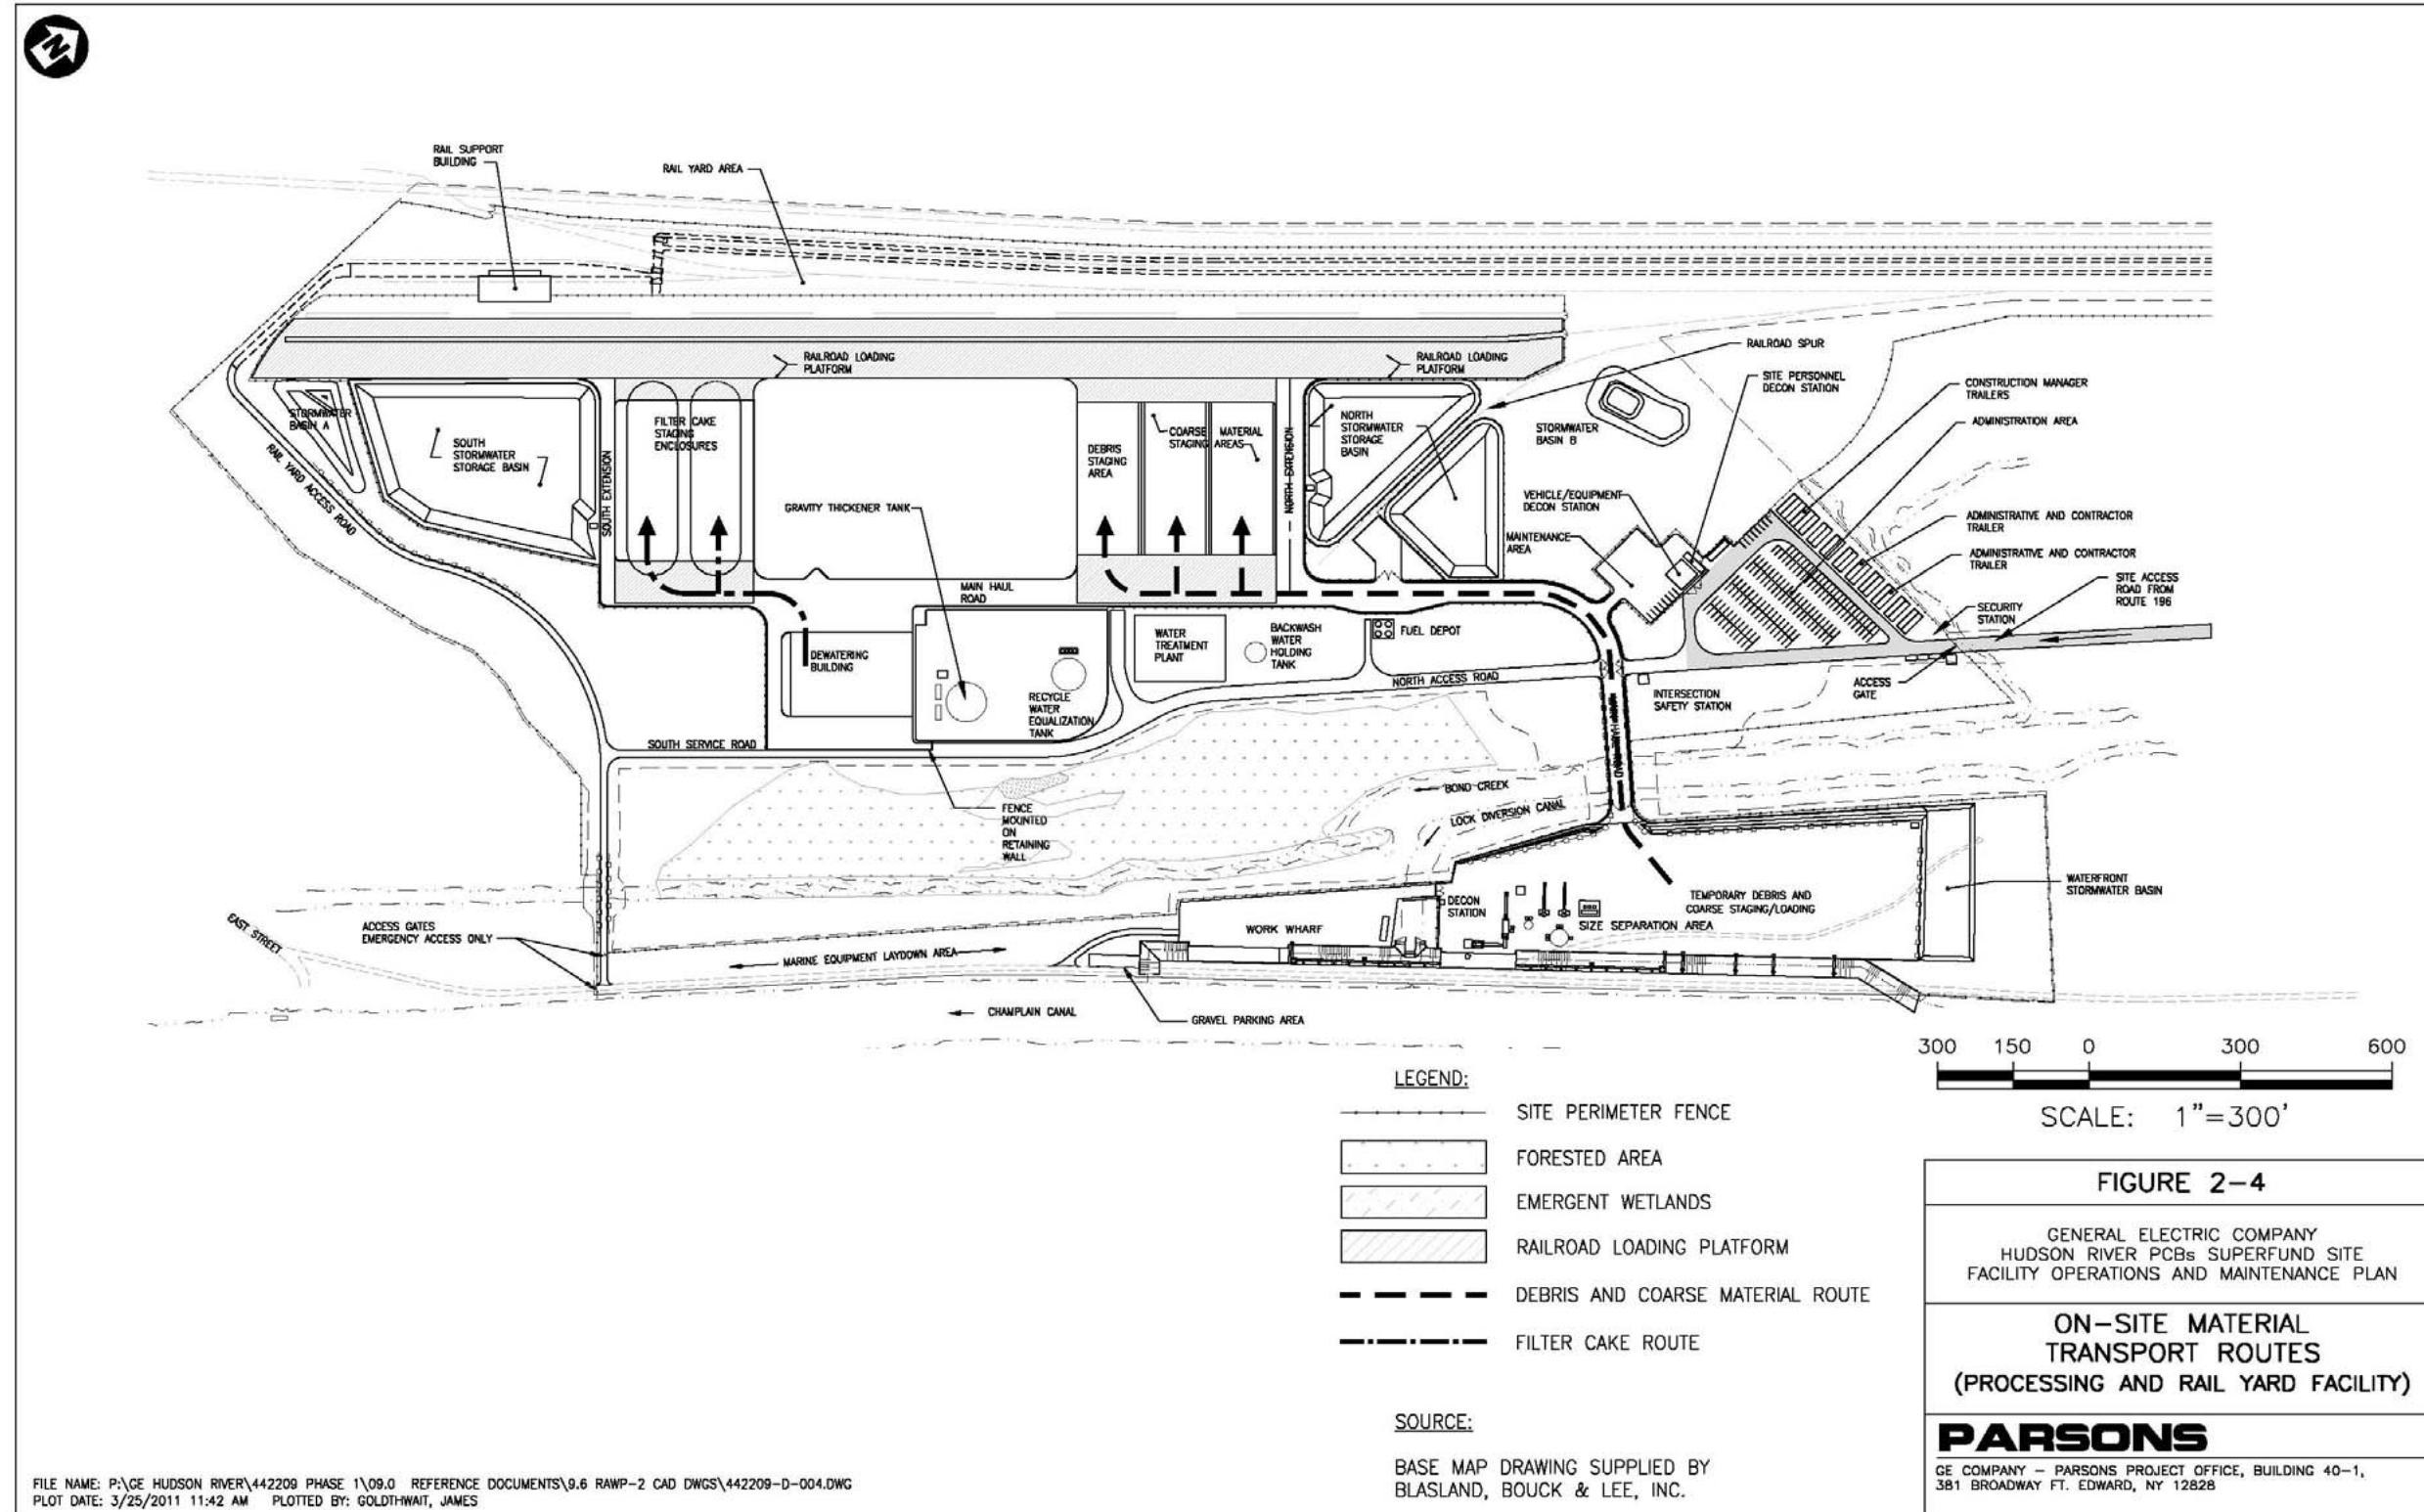 N
RAIL SUPPORT
BUILDING
RAIL YARD AREA
RAILROAD LOADING
PLATFORM
RAILROAD LOADING
PLATFORM
RAILROAD SPUR
SITE PERSONNEL
DECON STATION
CONSTRUCTION MANAGER
TRAILERS
ADMINISTRATION AREA
STORMWATER
BASIN A
SOUTH
STORMWATER
STORAGE BASIN
SOUTH EXTENSION
FILTER CAKE
STAGING
ENCLOSURES
DEBRIS
STAGING
AREA
COARSE MATERIAL
STAGING AREAS
NORTH EXTENSION
NORTH
STORMWATER
STORAGE
BASIN
STORMWATER
BASIN B
RAIL YARD ACCESS ROAD
GRAVITY THICKENER TANK
VEHICLE/EQUIPMENT
DECON STATION
MAINTENANCE
AREA
ADMINISTRATIVE AND CONTRACTOR
TRAILER
ADMINISTRATIVE AND CONTRACTOR
TRAILER
SITE ACCESS
ROAD FROM
ROUTE 196
SECURITY
STATION
MAIN HAUL
ROAD
DEWATERING
BUILDING
RECYCLE
WATER
EQUALIZATION
TANK
WATER
TREATMENT
PLANT
BACKWASH
WATER
HOLDING
TANK
FUEL DEPOT
NORTH ACCESS ROAD
INTERSECTION
SAFETY STATION
ACCESS
GATE
MAIN HAUL ROAD
SOUTH SERVICE ROAD
FENCE
MOUNTED
ON
RETAINING
WALL
BOND CREEK
LOCK DIVERSION CANAL
EAST STREET
ACCESS GATES
EMERGENCY ACCESS ONLY
MARINE EQUIPMENT LAYDOWN AREA
WORK WHARF
DECON
STATION
SIZE SEPARATION AREA
TEMPORARY DEBRIS AND
COARSE STAGING/LOADING
WATERFRONT
STORMWATER BASIN
CHAMPLAIN CANAL
GRAVEL PARKING AREA
300 150 0 300 600
SCALE: 1"=300'
LEGEND:
SITE PERIMETER FENCE
FORESTED AREA
EMERGENT WETLANDS
RAILROAD LOADING PLATFORM
DEBRIS AND COARSE MATERIAL ROUTE
FILTER CAKE ROUTE
SOURCE:
BASE MAP DRAWING SUPPLIED BY
BLASLAND, BOUCK & LEE, INC.
FIGURE 2-4
GENERAL ELECTRIC COMPANY
HUDSON RIVER PCBs SUPERFUND SITE
FACILITY OPERATIONS AND MAINTENANCE PLAN
ON-SITE MATERIAL
TRANSPORT ROUTES
(PROCESSING AND RAIL YARD FACILITY)
PARSONS
GE COMPANY - PARSONS PROJECT OFFICE, BUILDING 40-1,
381 BROADWAY FT. EDWARD, NY 12828
FILE NAME: P:\GE HUDSON RIVER\442209 PHASE 1\09.0 REFERENCE DOCUMENTS\9.6 RAWP-2 CAD DWGS\442209-D-004.DWG
PLOT DATE: 3/25/2011 11:42 AM PLOTTED BY: GOLDTHWAIT, JAMES